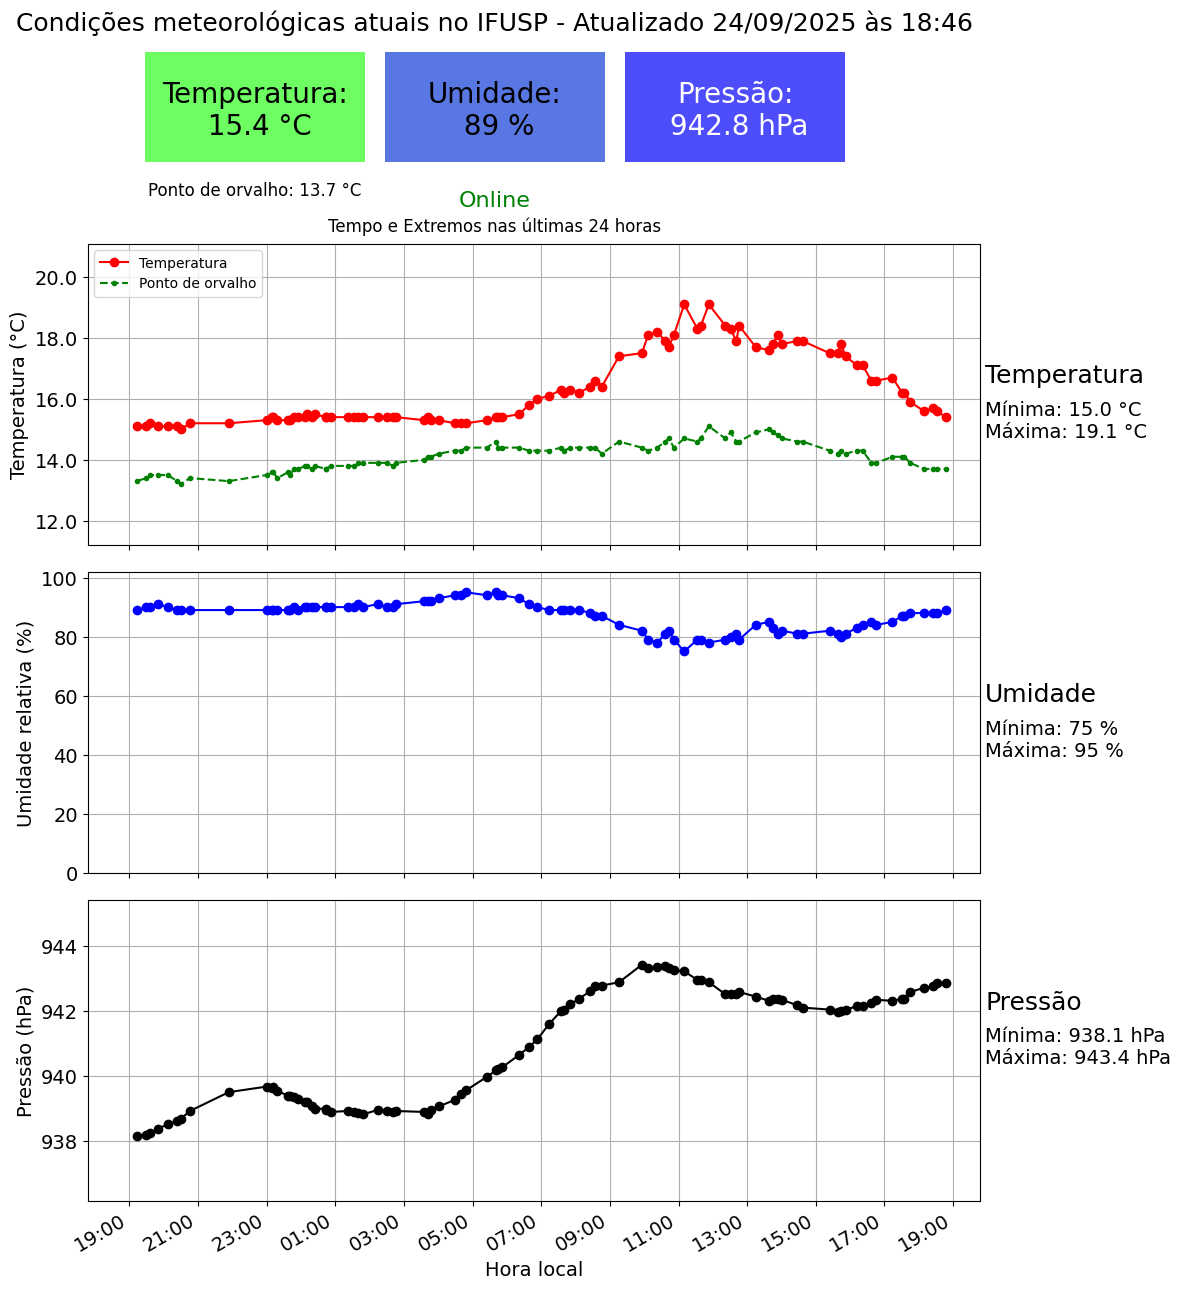 Condições meteorológicas atuais no IFUSP - Atualizado 24/09/2025 às 18:46
Temperatura:
15.4 °C
Umidade:
89 %
Pressão:
942.8 hPa
Ponto de orvalho: 13.7 °C
Online
Tempo e Extremos nas últimas 24 horas
Temperatura
Ponto de orvalho
Temperatura (°C)
20.0
18.0
16.0
14.0
12.0
Temperatura
Mínima: 15.0 °C
Máxima: 19.1 °C
Umidade relativa (%)
100
80
60
40
20
0
Umidade
Mínima: 75 %
Máxima: 95 %
Pressão (hPa)
944
942
940
938
Pressão
Mínima: 938.1 hPa
Máxima: 943.4 hPa
19:00 21:00 23:00 01:00 03:00 05:00 07:00 09:00 11:00 13:00 15:00 17:00 19:00
Hora local